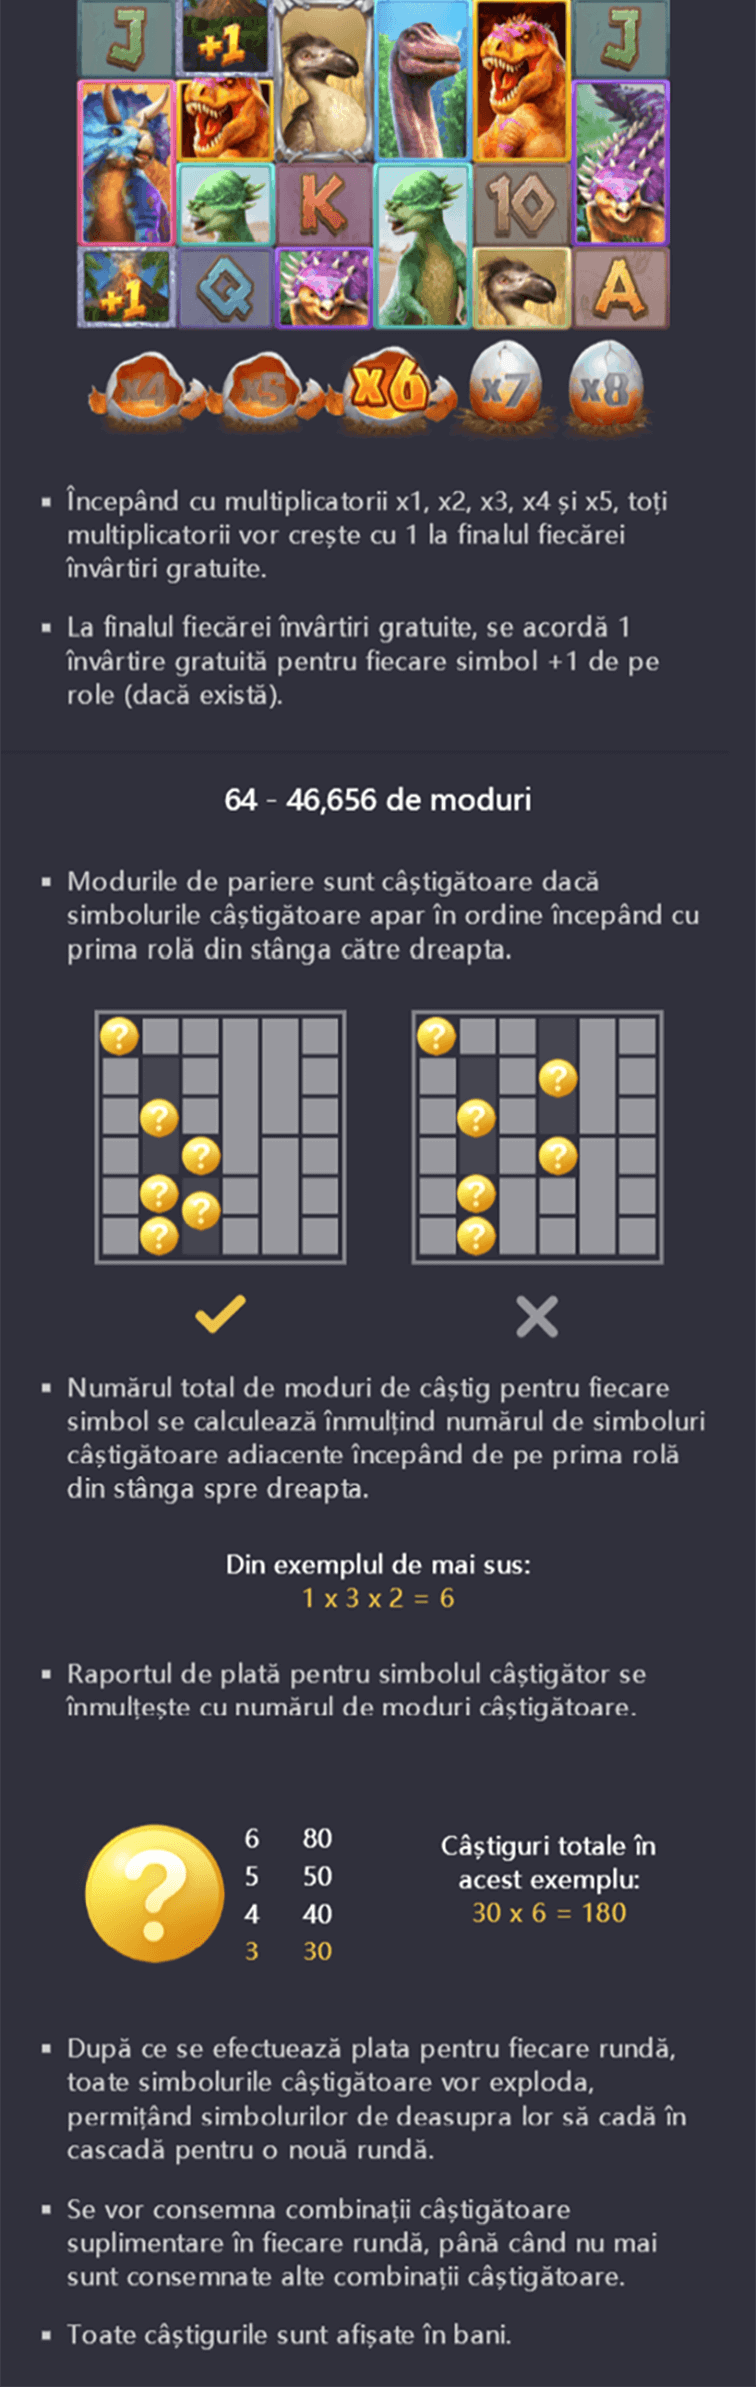 J
+1
J
K
10
+1
Q
A
x4 x5 x6 x7 x8
Începând cu multiplicatorii x1, x2, x3, x4 și x5, toți
multiplicatorii vor crește cu 1 la finalul fiecărei
învârtiri gratuite.
La finalul fiecărei învârtiri gratuite, se acordă 1
învârtire gratuită pentru fiecare simbol +1 de pe
role (dacă există).
64 - 46,656 de moduri
Modurile de pariere sunt câștigătoare dacă
simbolurile câștigătoare apar în ordine începând cu
prima rolă din stânga către dreapta.
?
?
?
?
?
?
?
?
?
?
?
?
Numărul total de moduri de câștig pentru fiecare
simbol se calculează înmulțind numărul de simboluri
câștigătoare adiacente începând de pe prima rolă
din stânga spre dreapta.
Din exemplul de mai sus:
1 x 3 x 2 = 6
Raportul de plată pentru simbolul câștigător se
înmulțește cu numărul de moduri câștigătoare.
?
6 80
5 50
4 40
3 30
Câștiguri totale în
acest exemplu:
30 x 6 = 180
După ce se efectuează plata pentru fiecare rundă,
toate simbolurile câștigătoare vor exploda,
permițând simbolurilor de deasupra lor să cadă în
cascadă pentru o nouă rundă.
Se vor consemna combinații câștigătoare
suplimentare în fiecare rundă, până când nu mai
sunt consemnate alte combinații câștigătoare.
Toate câștigurile sunt afișate în bani.